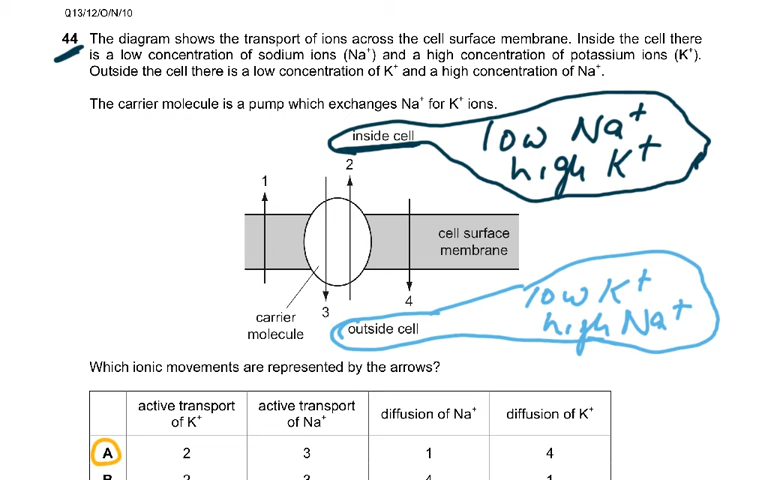 Q13/12/O/N/10
44 The diagram shows the transport of ions across the cell surface membrane. Inside the cell there
is a low concentration of sodium ions (Na⁺) and a high concentration of potassium ions (K⁺).
Outside the cell there is a low concentration of K⁺ and a high concentration of Na⁺.
The carrier molecule is a pump which exchanges Na⁺ for K⁺ ions.
inside cell
low Na⁺
high K⁺
2
1
cell surface
membrane
3
4
carrier
molecule
outside cell
low K⁺
high Na⁺
Which ionic movements are represented by the arrows?
active transport of K⁺ active transport of Na⁺ diffusion of Na⁺ diffusion of K⁺
A 2 3 1 4